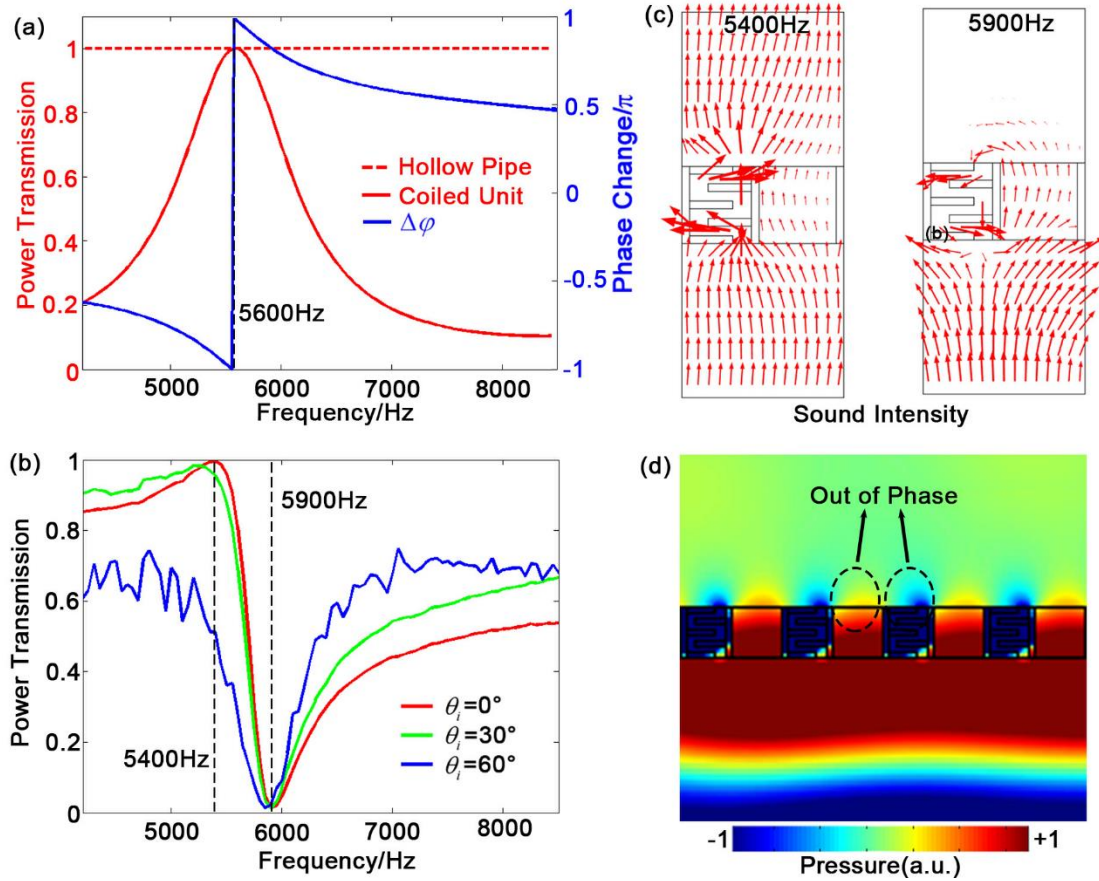 (a)
Power Transmission
1
0.8
0.6
0.4
0.2
0
1
0.5
0
-0.5
-1
Phase Change/π
Hollow Pipe
Coiled Unit
Δφ
5600Hz
5000 6000 7000 8000
Frequency/Hz
(b)
Power Transmission
1
0.8
0.6
0.4
0.2
0
5900Hz
5400Hz
θi=0°
θi=30°
θi=60°
5000 6000 7000 8000
Frequency/Hz
(c)
5400Hz
5900Hz
(b)
Sound Intensity
(d)
Out of Phase
-1 +1
Pressure(a.u.)